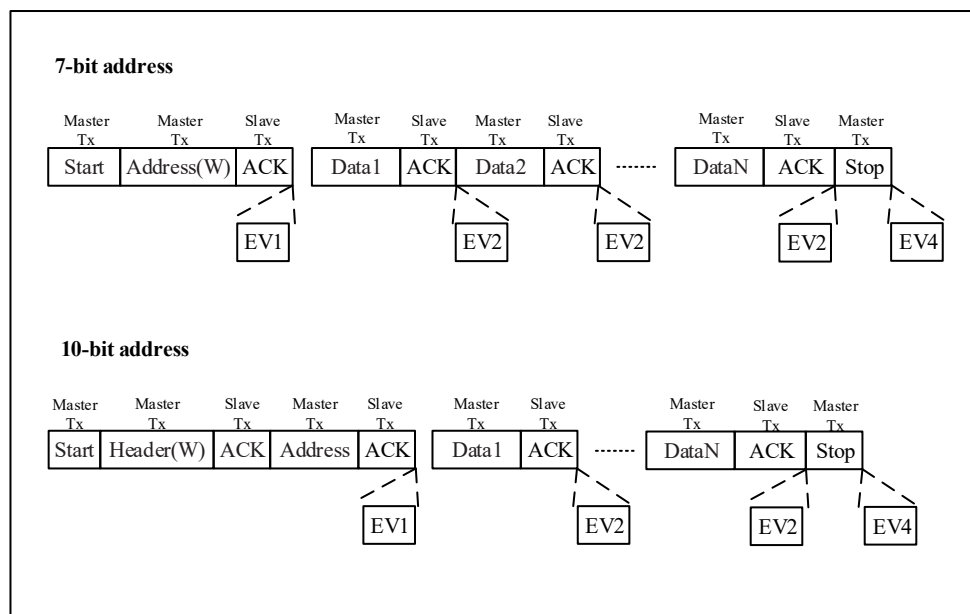 7-bit address
Master Master Slave Master Slave Master Slave Master Slave Master
Tx Tx Tx Tx Tx Tx Tx Tx Tx Tx
Start Address(W) ACK Data1 ACK Data2 ACK DataN ACK Stop
EV1 EV2 EV2 EV2 EV4
10-bit address
Master Master Slave Master Slave Master Slave Master Slave Master
Tx Tx Tx Tx Tx Tx Tx Tx Tx Tx
Start Header(W) ACK Address ACK Data1 ACK DataN ACK Stop
EV1 EV2 EV2 EV4